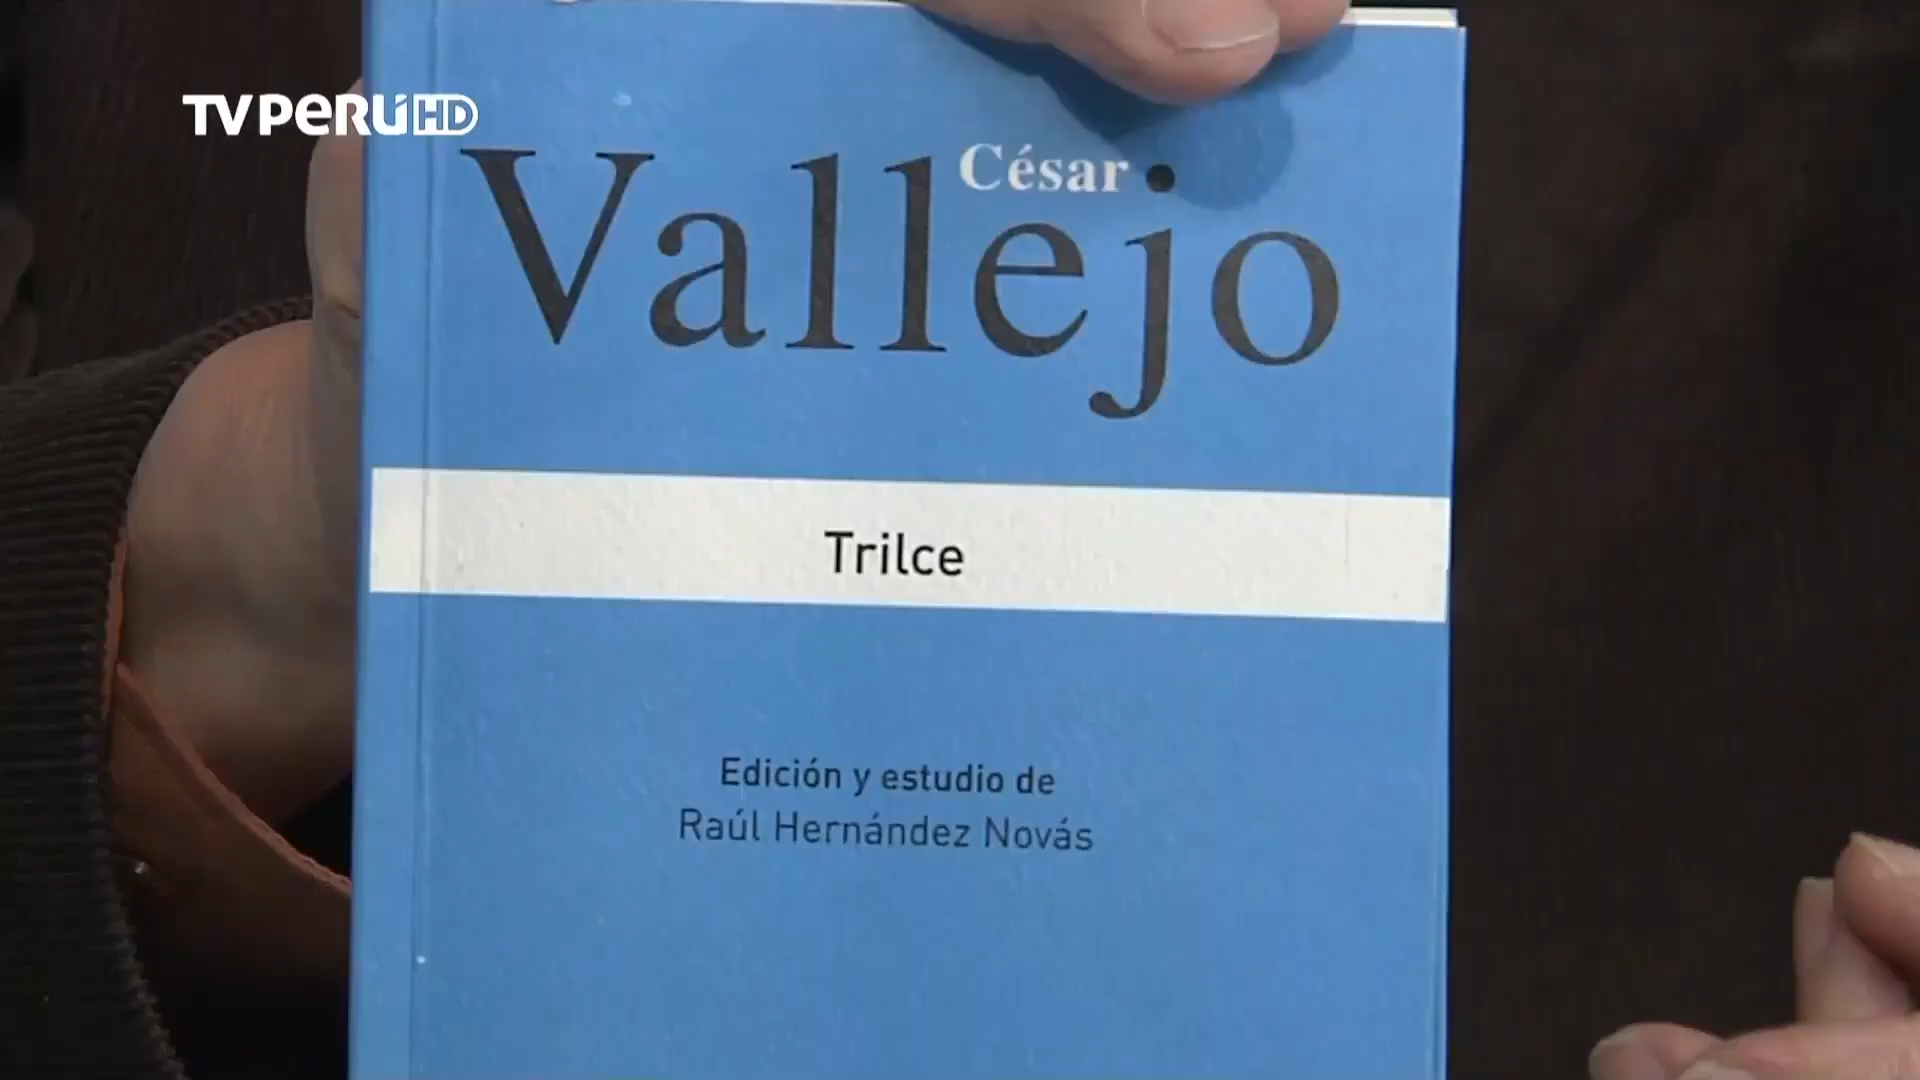 TVPERÚHD
César
Vallejo
Trilce
Edición y estudio de
Raúl Hernández Novás